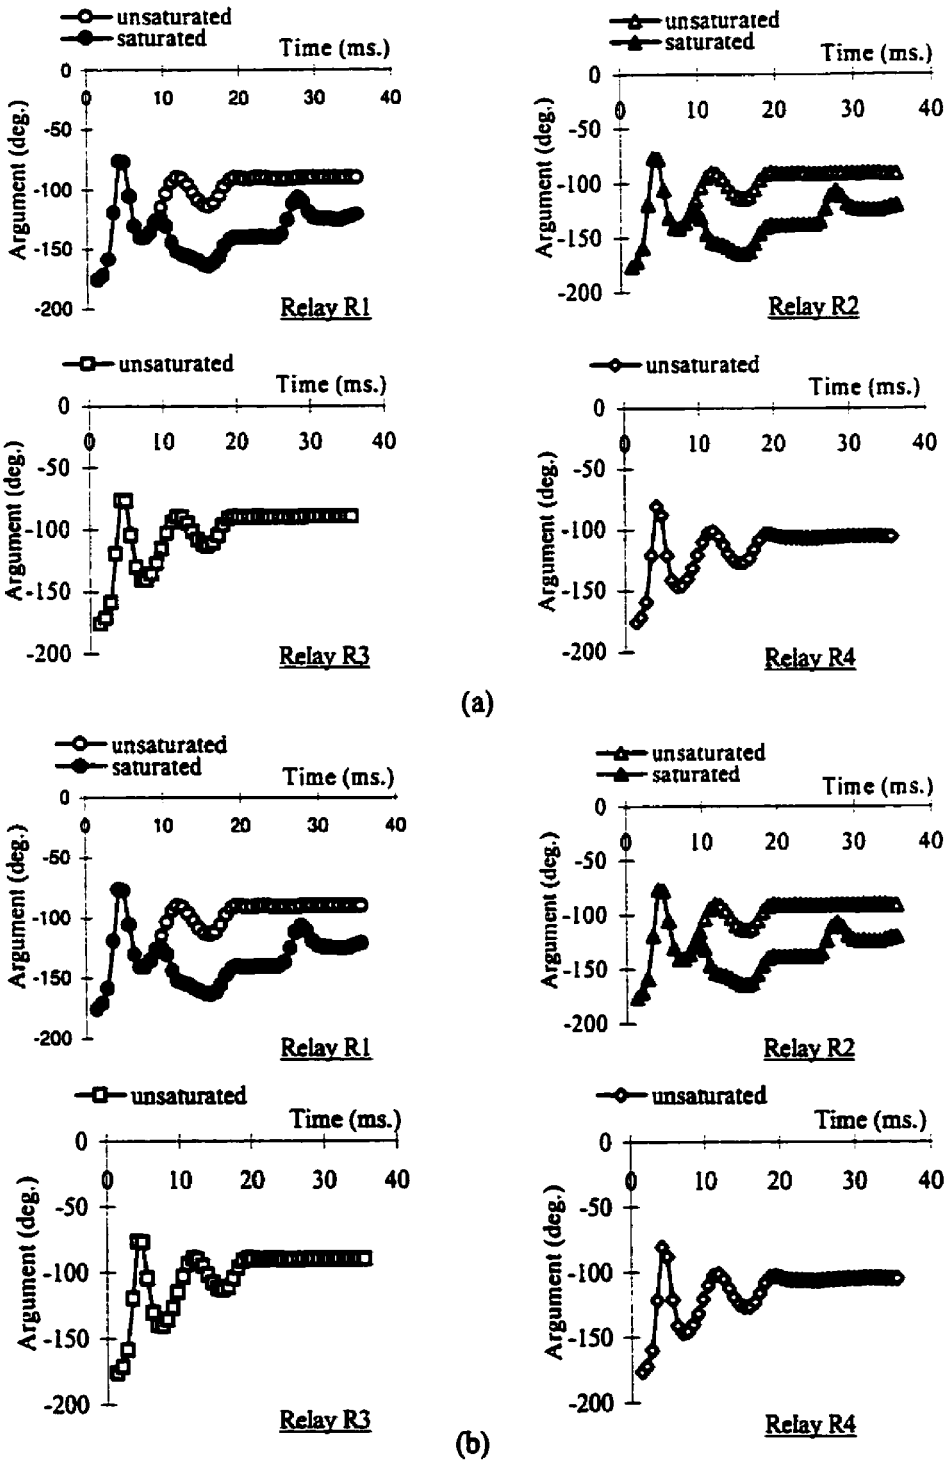 unsaturated
saturated
Time (ms.)
0
0 10 20 30 40
-50
-100
-150
-200
Argument (deg.)
Relay R1
unsaturated
saturated
Time (ms.)
0
0 10 20 30 40
-50
-100
-150
-200
Argument (deg.)
Relay R2
unsaturated
Time (ms.)
0
0 10 20 30 40
-50
-100
-150
-200
Argument (deg.)
Relay R3
unsaturated
Time (ms.)
0
0 10 20 30 40
-50
-100
-150
-200
Argument (deg.)
Relay R4
(a)
unsaturated
saturated
Time (ms.)
0
0 10 20 30 40
-50
-100
-150
-200
Argument (deg.)
Relay R1
unsaturated
saturated
Time (ms.)
0
0 10 20 30 40
-50
-100
-150
-200
Argument (deg.)
Relay R2
unsaturated
Time (ms.)
0
0 10 20 30 40
-50
-100
-150
-200
Argument (deg.)
Relay R3
unsaturated
Time (ms.)
0
0 10 20 30 40
-50
-100
-150
-200
Argument (deg.)
Relay R4
(b)